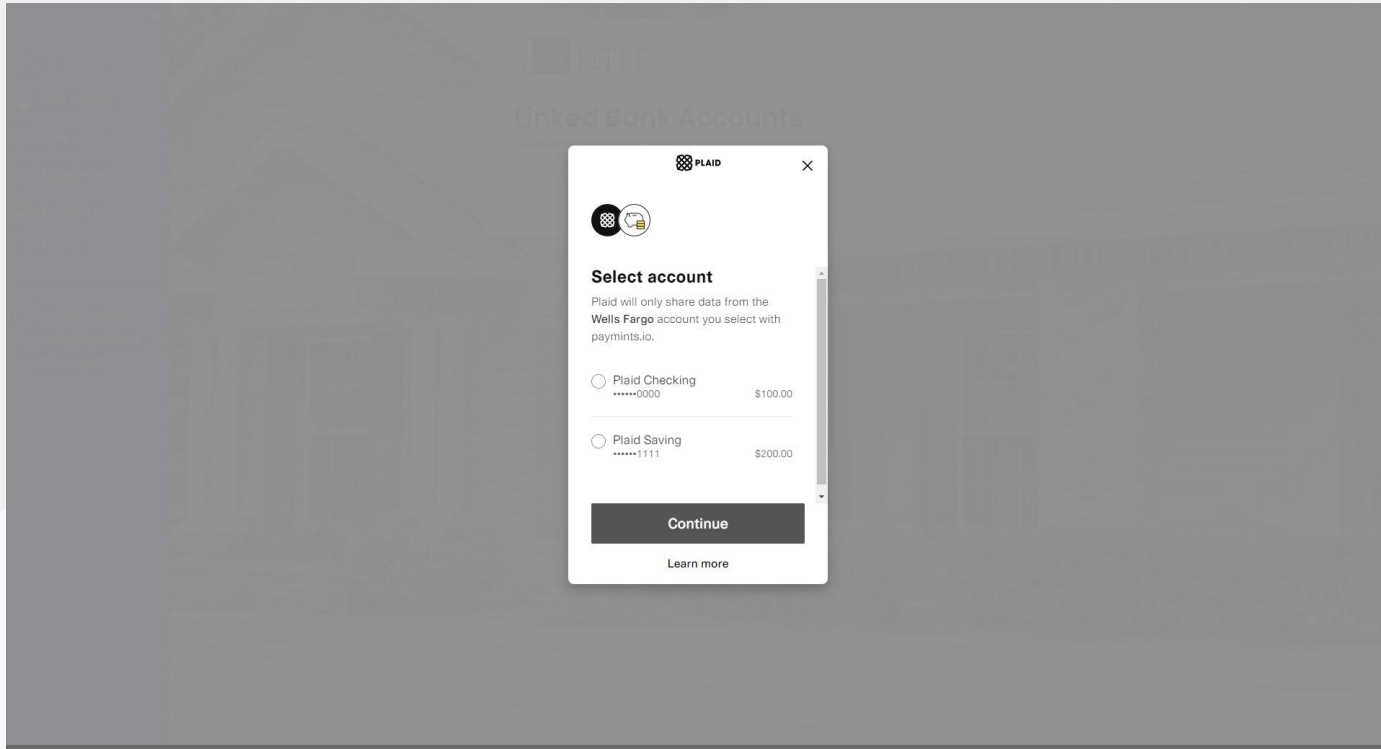 TITLE
Linked Bank Accounts
PLAID
Select account
Plaid will only share data from the
Wells Fargo account you select with
paymints.io.
Plaid Checking
••••••0000 $100.00
Plaid Saving
••••••1111 $200.00
Continue
Learn more